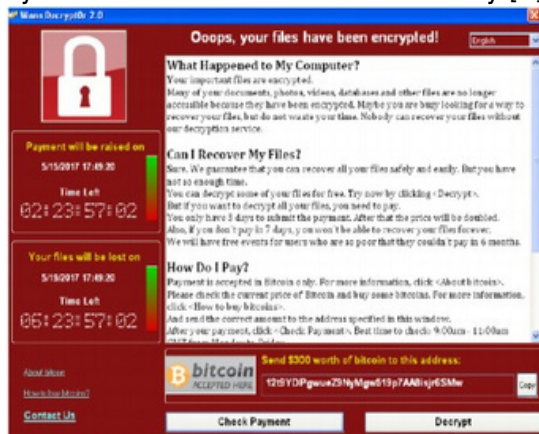 Wana Decrypt0r 2.0
Ooops, your files have been encrypted!
English
What Happened to My Computer?
Your important files are encrypted.
Many of your documents, photos, videos, databases and other files are no longer
accessible because they have been encrypted. Maybe you are busy looking for a way to
recover your files, but do not waste your time. Nobody can recover your files without
our decryption service.
Can I Recover My Files?
Sure. We guarantee that you can recover all your files safely and easily. But you have
not so enough time.
You can decrypt some of your files for free. Try now by clicking <Decrypt>.
But if you want to decrypt all your files, you need to pay.
You only have 3 days to submit the payment. After that the price will be doubled.
Also, if you don't pay in 7 days, you won't be able to recover your files forever.
We will have free events for users who are so poor that they couldn't pay in 6 months.
How Do I Pay?
Payment is accepted in Bitcoin only. For more information, click <About bitcoin>.
Please check the current price of Bitcoin and buy some bitcoins. For more information,
click <How to buy bitcoins>.
And send the correct amount to the address specified in this window.
After your payment, click <Check Payment>. Best time to check: 9:00am - 11:00am
GMT from Monday to Friday.
Payment will be raised on
5/15/2017 17:49:20
Time Left
02:23:57:02
Your files will be lost on
5/19/2017 17:49:20
Time Left
06:23:57:02
About bitcoin
How to buy bitcoins?
Contact Us
bitcoin
ACCEPTED HERE
Send $300 worth of bitcoin to this address:
Copy
Check Payment
Decrypt